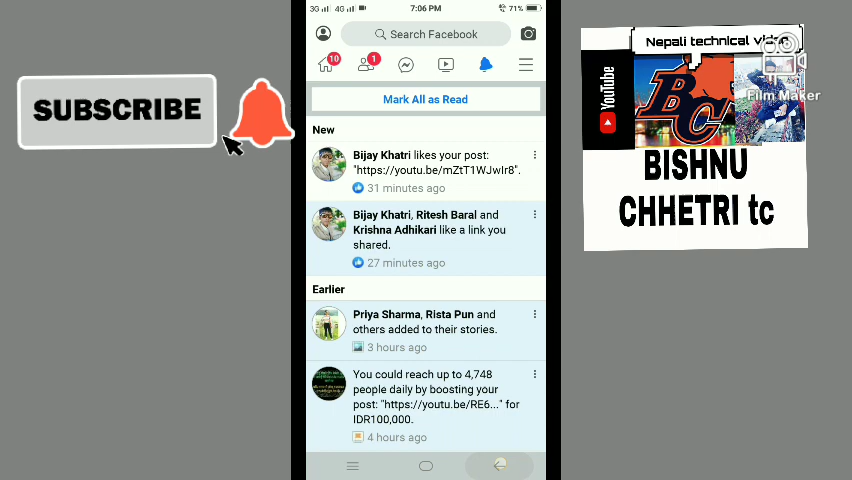 3G 4G
7:06 PM
71%
Search Facebook
10
1
Mark All as Read
New
Bijay Khatri likes your post:
"https://youtu.be/mZtT1WJwIr8".
31 minutes ago
Bijay Khatri, Ritesh Baral and
Krishna Adhikari like a link you
shared.
27 minutes ago
Earlier
Priya Sharma, Rista Pun and
others added to their stories.
3 hours ago
You could reach up to 4,748
people daily by boosting your
post: "https://youtu.be/RE6..." for
IDR100,000.
4 hours ago
SUBSCRIBE
Nepali technical video
YouTube
BC
Film Maker
BISHNU
CHHETRI tc